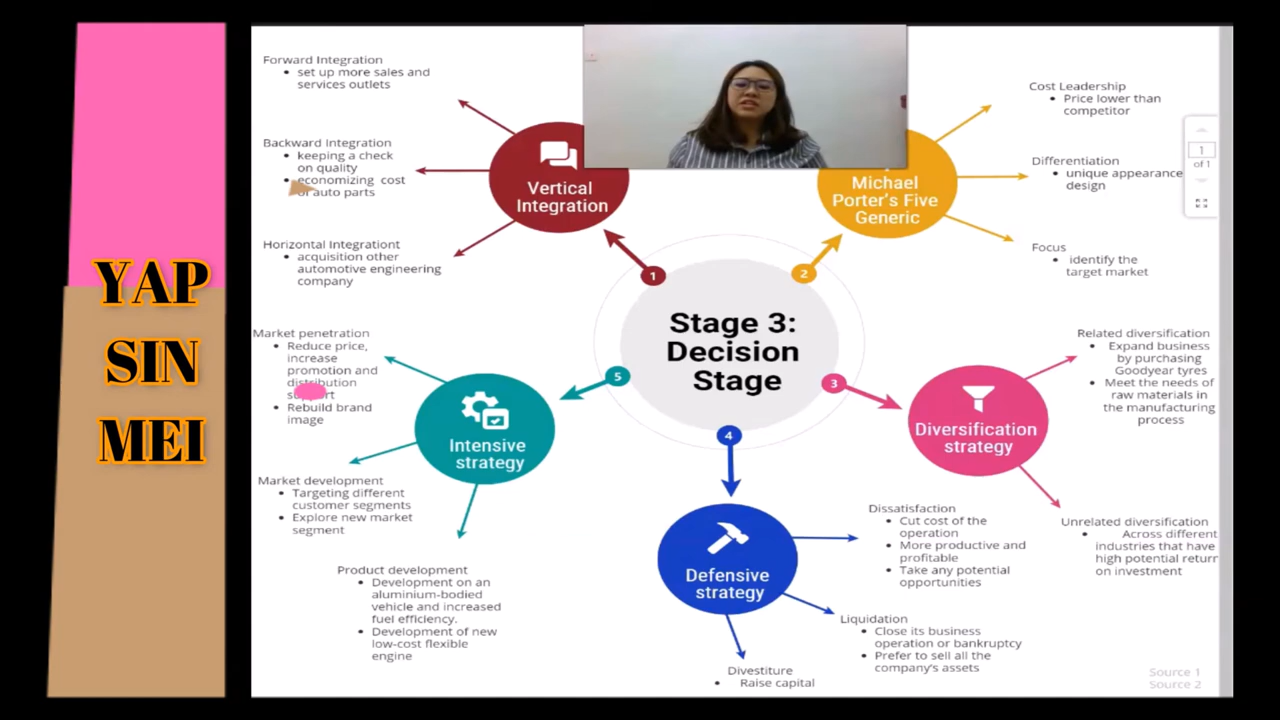 YAP
SIN
MEI
Forward Integration
• set up more sales and
services outlets
Backward Integration
• keeping a check
on quality
• economizing cost
of auto parts
Horizontal Integrationt
• acquisition other
automotive engineering
company
Vertical
Integration
Michael
Porter's Five
Generic
Cost Leadership
• Price lower than
competitor
Differentiation
• unique appearance
design
Focus
• identify the
target market
1
of 1
1
2
3
4
5
Stage 3:
Decision
Stage
Market penetration
• Reduce price,
increase
promotion and
distribution
support
• Rebuild brand
image
Intensive
strategy
Market development
• Targeting different
customer segments
• Explore new market
segment
Product development
• Development on an
aluminium-bodied
vehicle and increased
fuel efficiency.
• Development of new
low-cost flexible
engine
Diversification
strategy
Related diversification
• Expand business
by purchasing
Goodyear tyres
• Meet the needs of
raw materials in
the manufacturing
process
Unrelated diversification
• Across different
industries that have
high potential return
on investment
Defensive
strategy
Dissatisfaction
• Cut cost of the
operation
• More productive and
profitable
• Take any potential
opportunities
Liquidation
• Close its business
operation or bankruptcy
• Prefer to sell all the
company's assets
Divestiture
• Raise capital
Source 1
Source 2